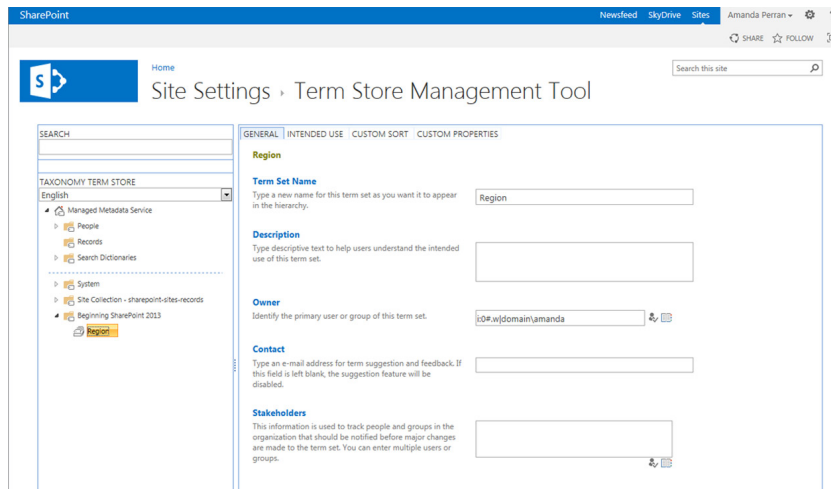 SharePoint
Newsfeed SkyDrive Sites Amanda Perran
SHARE FOLLOW
S
Home
Site Settings Term Store Management Tool
Search this site
SEARCH
TAXONOMY TERM STORE
English
Managed Metadata Service
People
Records
Search Dictionaries
System
Site Collection - sharepoint-sites-records
Beginning SharePoint 2013
Region
GENERAL INTENDED USE CUSTOM SORT CUSTOM PROPERTIES
Region
Term Set Name
Type a new name for this term set as you want it to appear
in the hierarchy.
Region
Description
Type descriptive text to help users understand the intended
use of this term set.
Owner
Identify the primary user or group of this term set.
i:0#.w|domain\amanda
Contact
Type an e-mail address for term suggestion and feedback. If
this field is left blank, the suggestion feature will be
disabled.
Stakeholders
This information is used to track people and groups in the
organization that should be notified before major changes
are made to the term set. You can enter multiple users or
groups.